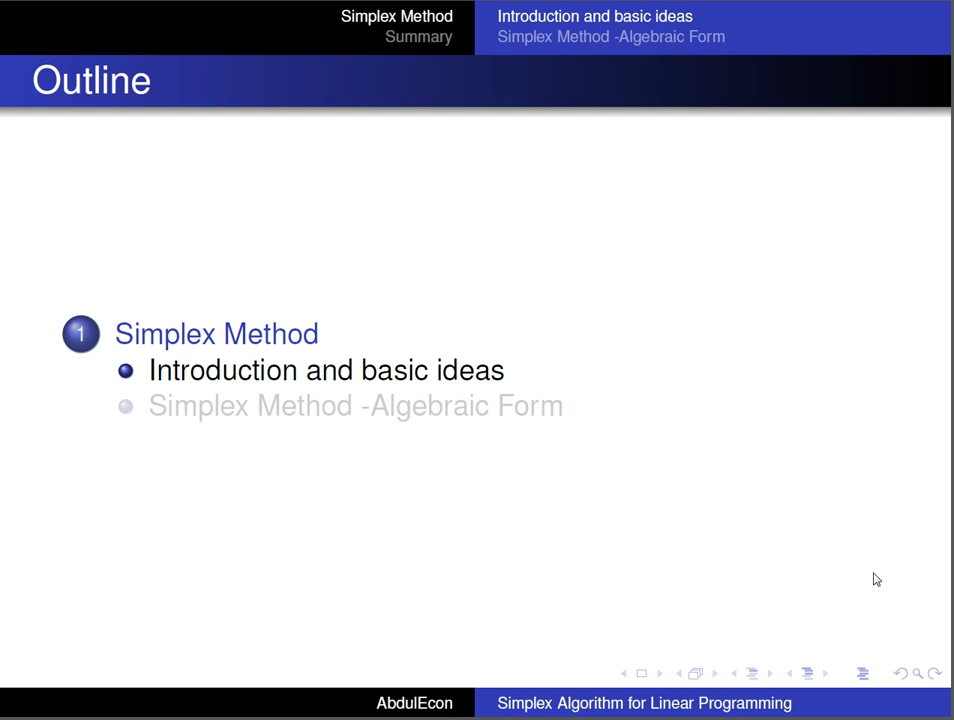 Simplex Method
Summary
Introduction and basic ideas
Simplex Method -Algebraic Form
Outline
1 Simplex Method
Introduction and basic ideas
Simplex Method -Algebraic Form
AbdulEcon
Simplex Algorithm for Linear Programming